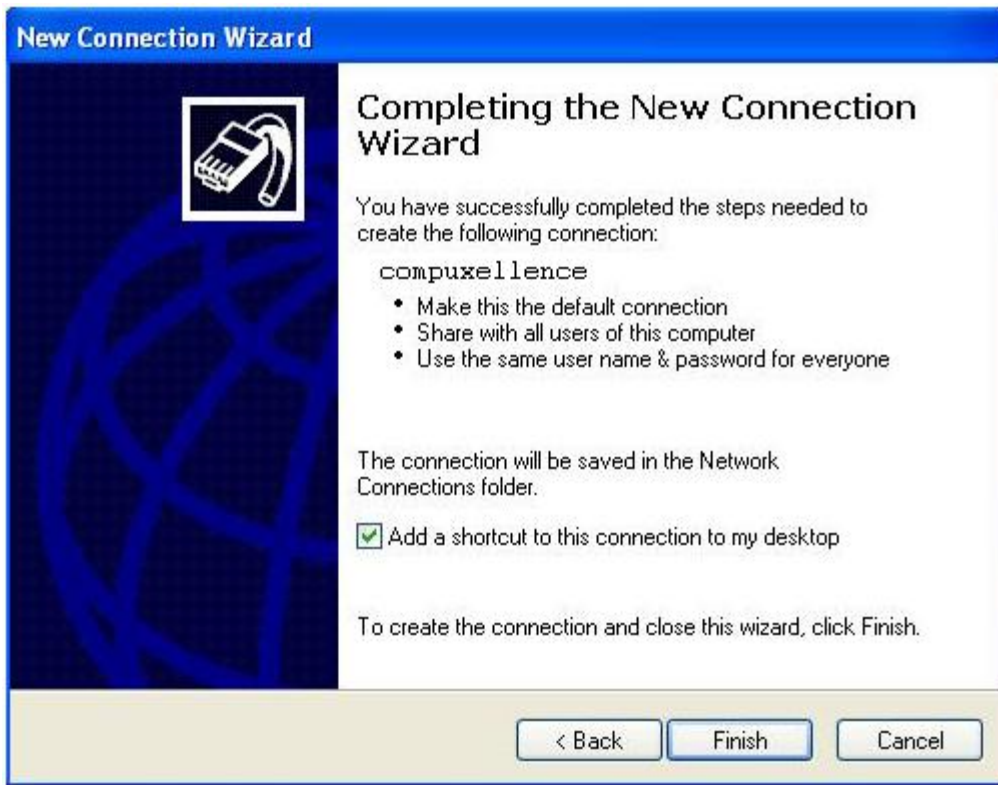 New Connection Wizard
Completing the New Connection
Wizard
You have successfully completed the steps needed to
create the following connection:
compuxellence
• Make this the default connection
• Share with all users of this computer
• Use the same user name & password for everyone
The connection will be saved in the Network
Connections folder.
Add a shortcut to this connection to my desktop
To create the connection and close this wizard, click Finish.
< Back Finish Cancel